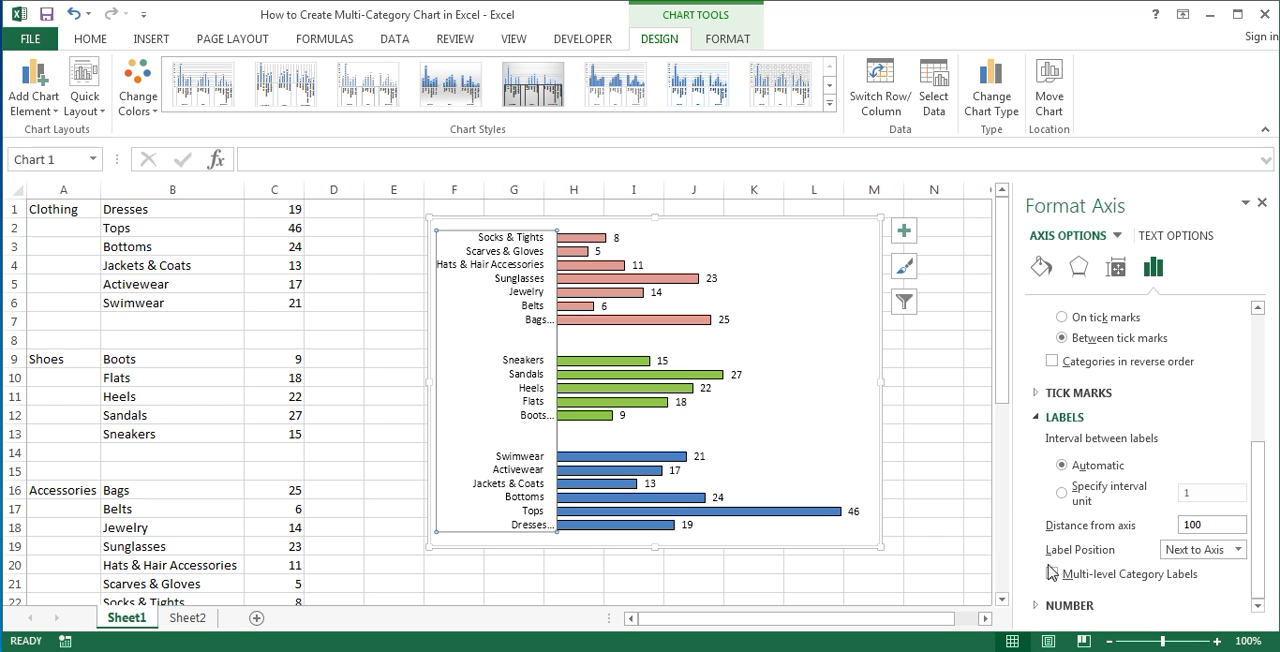 How to Create Multi-Category Chart in Excel - Excel
CHART TOOLS
?
FILE HOME INSERT PAGE LAYOUT FORMULAS DATA REVIEW VIEW DEVELOPER DESIGN FORMAT Sign in
Add Chart Element
Quick Layout
Change Colors
Switch Row/ Column
Select Data
Change Chart Type
Move Chart
Chart Layouts
Chart Styles
Data
Type
Location
Chart 1
fx
A B C D E F G H I J K L M N
1 Clothing Dresses 19
2 Tops 46
3 Bottoms 24
4 Jackets & Coats 13
5 Activewear 17
6 Swimwear 21
7
8
9 Shoes Boots 9
10 Flats 18
11 Heels 22
12 Sandals 27
13 Sneakers 15
14
15
16 Accessories Bags 25
17 Belts 6
18 Jewelry 14
19 Sunglasses 23
20 Hats & Hair Accessories 11
21 Scarves & Gloves 5
22 Socks & Tights 8
Socks & Tights 8
Scarves & Gloves 5
Hats & Hair Accessories 11
Sunglasses 23
Jewelry 14
Belts 6
Bags... 25
Sneakers 15
Sandals 27
Heels 22
Flats 18
Boots... 9
Swimwear 21
Activewear 17
Jackets & Coats 13
Bottoms 24
Tops 46
Dresses... 19
Format Axis
AXIS OPTIONS TEXT OPTIONS
On tick marks
Between tick marks
Categories in reverse order
TICK MARKS
LABELS
Interval between labels
Automatic
Specify interval
unit
1
Distance from axis 100
Label Position Next to Axis
Multi-level Category Labels
NUMBER
Sheet1 Sheet2
READY
100%